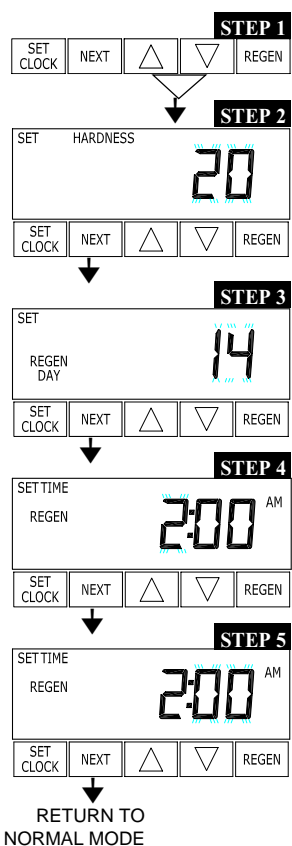 STEP 1
SET CLOCK NEXT REGEN
STEP 2
SET HARDNESS
20
SET CLOCK NEXT REGEN
STEP 3
SET
14
REGEN DAY
SET CLOCK NEXT REGEN
STEP 4
SET TIME
REGEN 2:00 AM
SET CLOCK NEXT REGEN
STEP 5
SET TIME
REGEN 2:00 AM
SET CLOCK NEXT REGEN
RETURN TO
NORMAL MODE